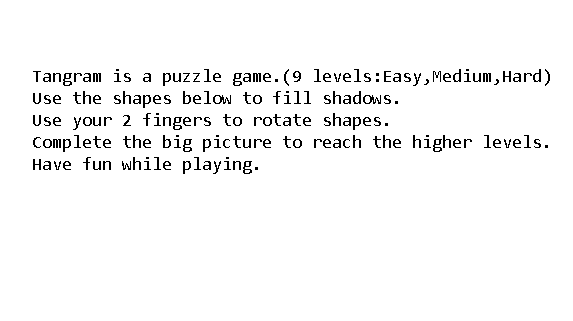 Tangram is a puzzle game.(9 levels:Easy,Medium,Hard)
Use the shapes below to fill shadows.
Use your 2 fingers to rotate shapes.
Complete the big picture to reach the higher levels.
Have fun while playing.